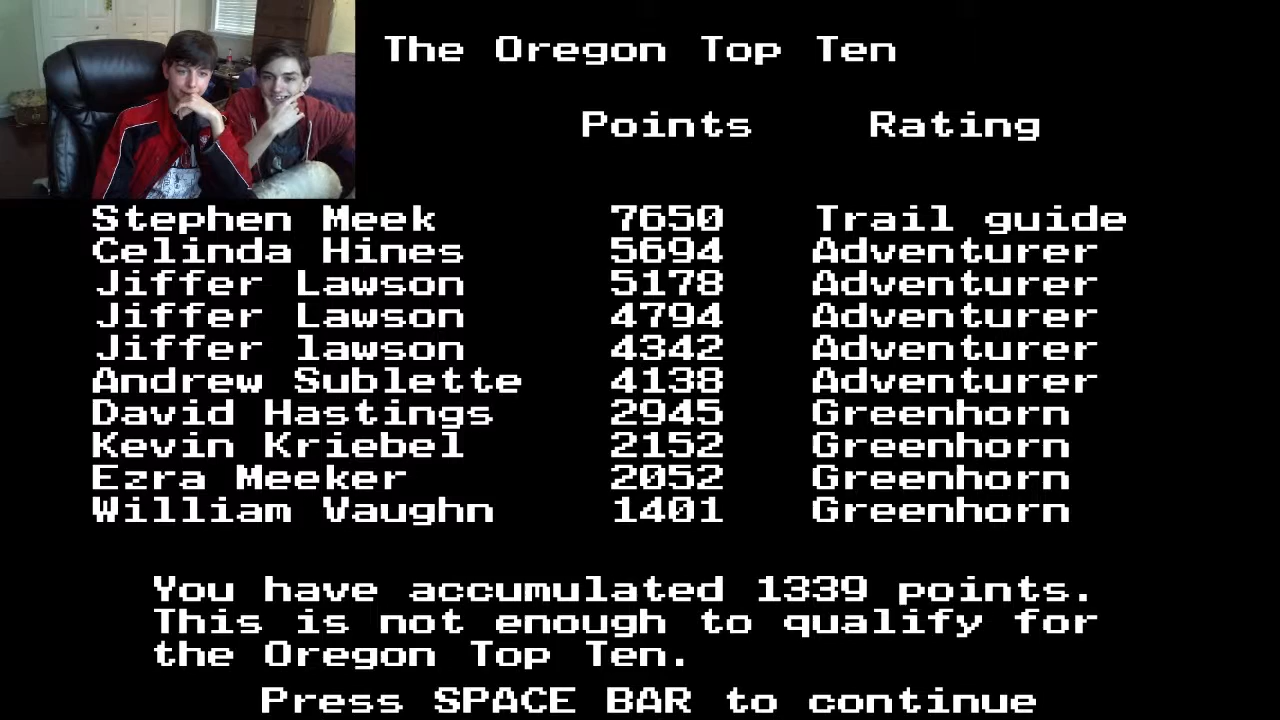 The Oregon Top Ten
Points Rating
Stephen Meek 7650 Trail guide
Celinda Hines 5694 Adventurer
Jiffer Lawson 5178 Adventurer
Jiffer Lawson 4794 Adventurer
Jiffer lawson 4342 Adventurer
Andrew Sublette 4138 Adventurer
David Hastings 2945 Greenhorn
Kevin Kriebel 2152 Greenhorn
Ezra Meeker 2052 Greenhorn
William Vaughn 1401 Greenhorn
You have accumulated 1339 points.
This is not enough to qualify for
the Oregon Top Ten.
Press SPACE BAR to continue